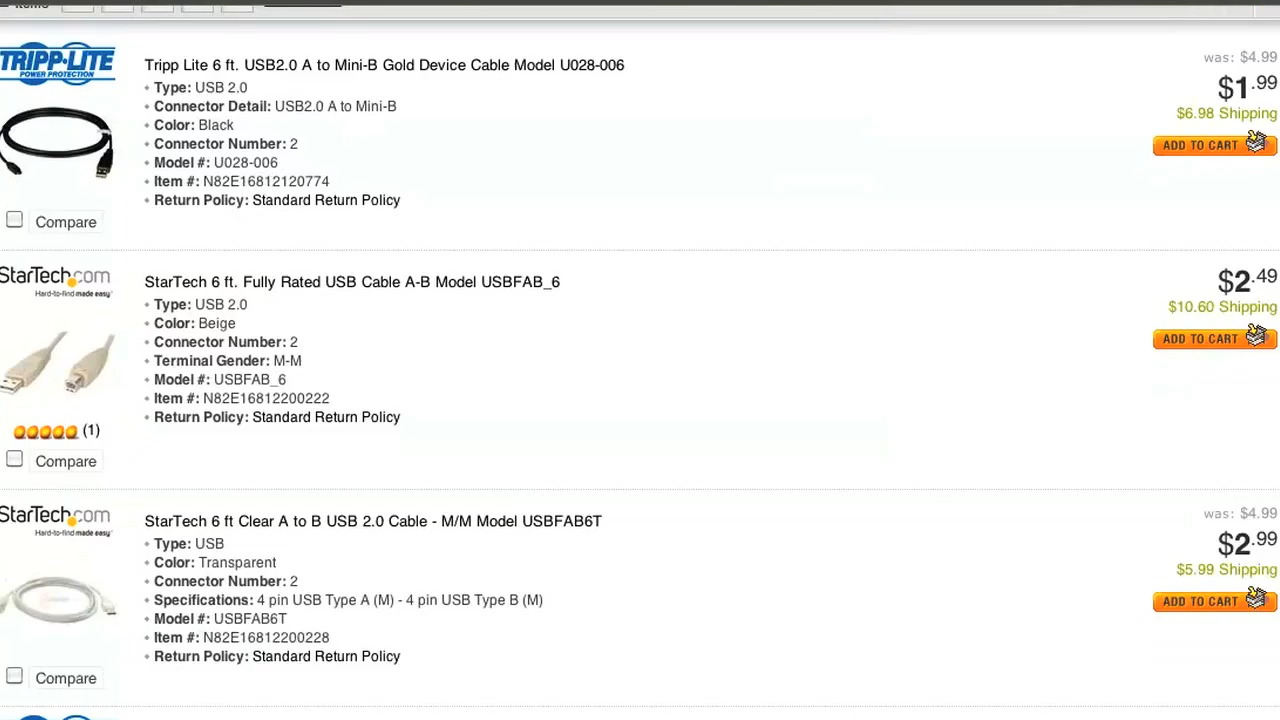 TRIPP·LITE
POWER PROTECTION
Tripp Lite 6 ft. USB2.0 A to Mini-B Gold Device Cable Model U028-006
Type: USB 2.0
Connector Detail: USB2.0 A to Mini-B
Color: Black
Connector Number: 2
Model #: U028-006
Item #: N82E16812120774
Return Policy: Standard Return Policy
Compare
was: $4.99
$1.99
$6.98 Shipping
ADD TO CART
StarTech.com
Hard-to-find made easy
StarTech 6 ft. Fully Rated USB Cable A-B Model USBFAB_6
Type: USB 2.0
Color: Beige
Connector Number: 2
Terminal Gender: M-M
Model #: USBFAB_6
Item #: N82E16812200222
Return Policy: Standard Return Policy
(1)
Compare
$2.49
$10.60 Shipping
ADD TO CART
StarTech.com
Hard-to-find made easy
StarTech 6 ft Clear A to B USB 2.0 Cable - M/M Model USBFAB6T
Type: USB
Color: Transparent
Connector Number: 2
Specifications: 4 pin USB Type A (M) - 4 pin USB Type B (M)
Model #: USBFAB6T
Item #: N82E16812200228
Return Policy: Standard Return Policy
Compare
was: $4.99
$2.99
$5.99 Shipping
ADD TO CART